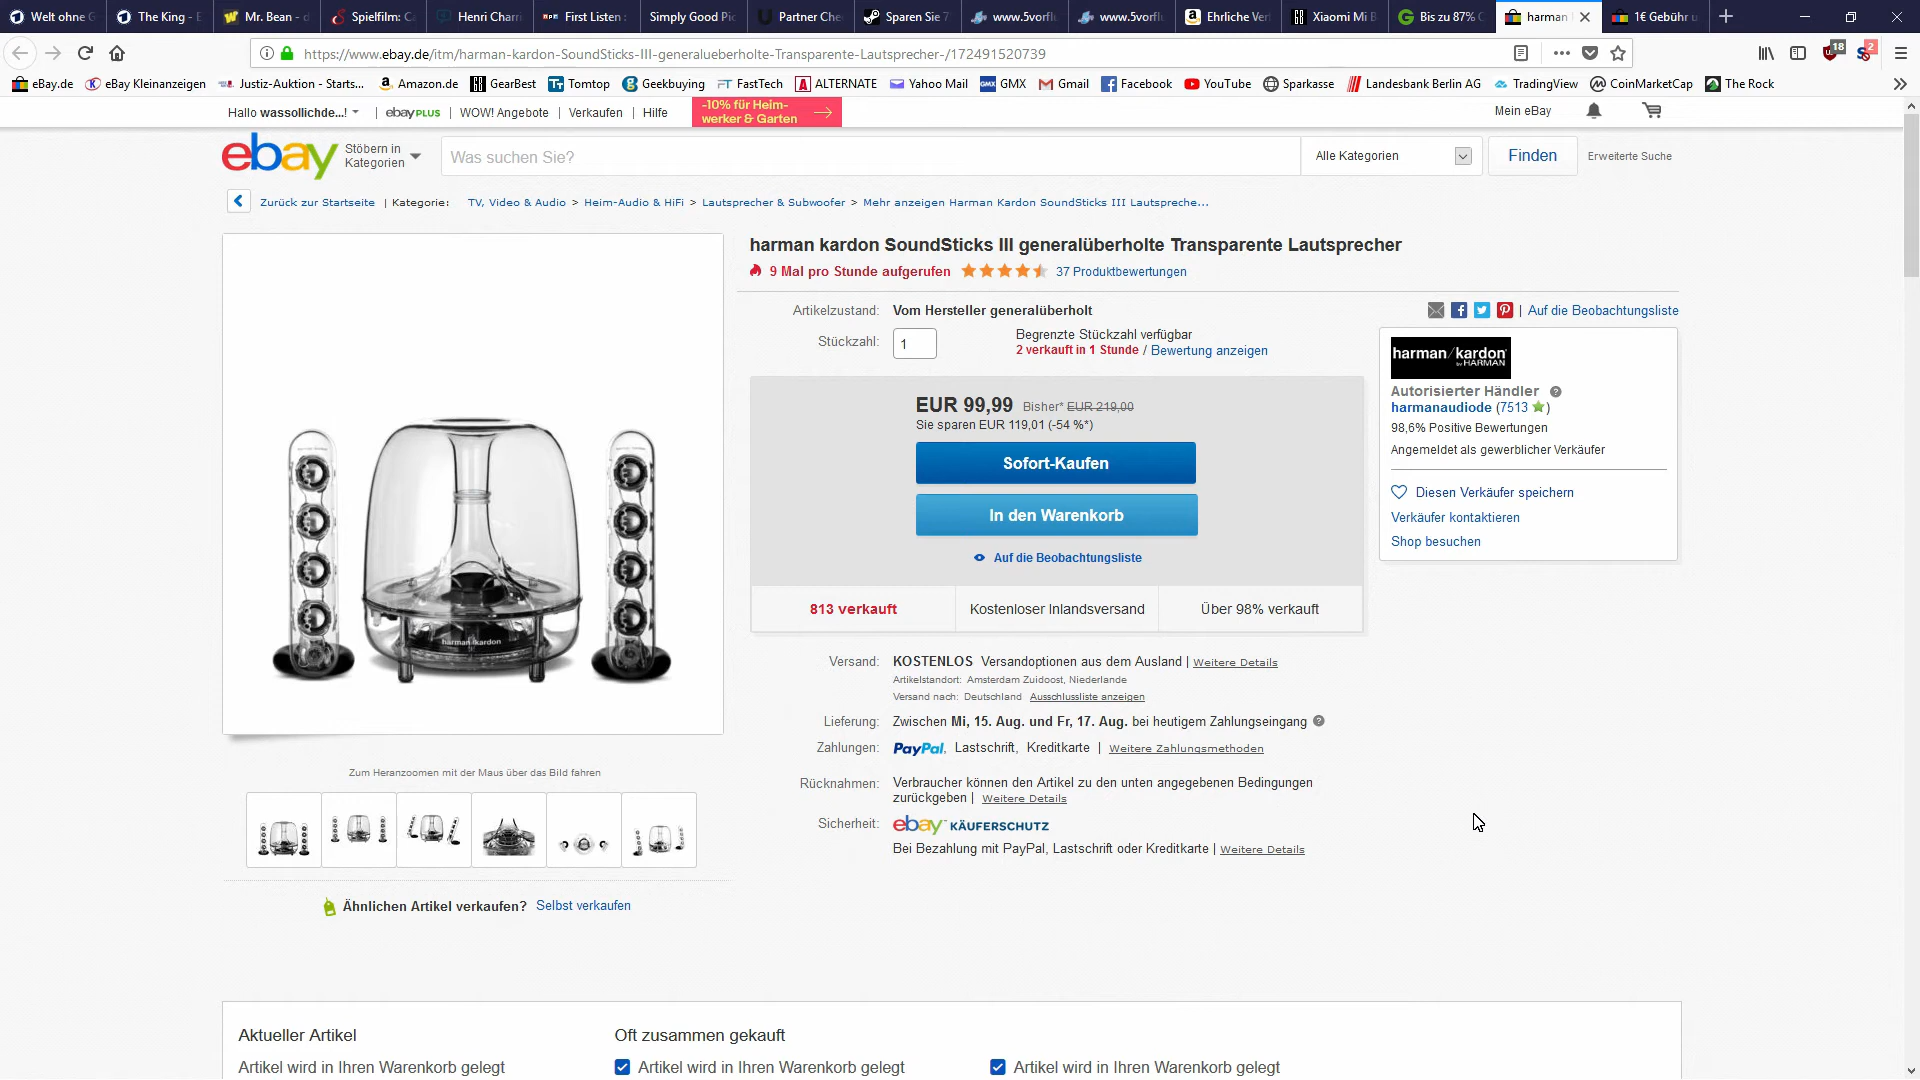 Welt ohne G
The King - E
Mr. Bean - d
Spielfilm: Ca
Henri Charri
First Listen:
Simply Good Pic
Partner Che
Sparen Sie 7
www.5vorflu
www.5vorflu
Ehrliche Ver
Xiaomi Mi B
Bis zu 87% G
harman
1€ Gebühr u
https://www.ebay.de/itm/harman-kardon-SoundSticks-III-generalueberholte-Transparente-Lautsprecher-/172491520739
18
2
eBay.de
eBay Kleinanzeigen
Justiz-Auktion - Starts...
Amazon.de
GearBest
Tomtop
Geekbuying
FastTech
ALTERNATE
Yahoo Mail
GMX
Gmail
Facebook
YouTube
Sparkasse
Landesbank Berlin AG
TradingView
CoinMarketCap
The Rock
Hallo wassollichde...!
| ebay PLUS | WOW! Angebote | Verkaufen | Hilfe
-10% für Heim-
werker & Garten
Mein eBay
ebay
Stöbern in
Kategorien
Was suchen Sie?
Alle Kategorien
Finden
Erweiterte Suche
Zurück zur Startseite | Kategorie: TV, Video & Audio > Heim-Audio & HiFi > Lautsprecher & Subwoofer > Mehr anzeigen Harman Kardon SoundSticks III Lautspreche...
harman kardon SoundSticks III generalüberholte Transparente Lautsprecher
9 Mal pro Stunde aufgerufen
37 Produktbewertungen
Artikelzustand: Vom Hersteller generalüberholt
| Auf die Beobachtungsliste
Stückzahl: 1
Begrenzte Stückzahl verfügbar
2 verkauft in 1 Stunde / Bewertung anzeigen
EUR 99,99 Bisher* EUR 219,00
Sie sparen EUR 119,01 (-54 %*)
Sofort-Kaufen
In den Warenkorb
Auf die Beobachtungsliste
813 verkauft
Kostenloser Inlandsversand
Über 98% verkauft
harman/kardon
by HARMAN
Autorisierter Händler
harmanaudiode (7513 )
98,6% Positive Bewertungen
Angemeldet als gewerblicher Verkäufer
Diesen Verkäufer speichern
Verkäufer kontaktieren
Shop besuchen
harman/kardon
Versand: KOSTENLOS Versandoptionen aus dem Ausland | Weitere Details
Artikelstandort: Amsterdam Zuidoost, Niederlande
Versand nach: Deutschland Ausschlussliste anzeigen
Lieferung: Zwischen Mi, 15. Aug. und Fr, 17. Aug. bei heutigem Zahlungseingang
Zahlungen: PayPal, Lastschrift, Kreditkarte | Weitere Zahlungsmethoden
Rücknahmen: Verbraucher können den Artikel zu den unten angegebenen Bedingungen
zurückgeben | Weitere Details
Sicherheit: ebay KÄUFERSCHUTZ
Bei Bezahlung mit PayPal, Lastschrift oder Kreditkarte | Weitere Details
Zum Heranzoomen mit der Maus über das Bild fahren
Ähnlichen Artikel verkaufen? Selbst verkaufen
Aktueller Artikel
Oft zusammen gekauft
Artikel wird in Ihren Warenkorb gelegt
Artikel wird in Ihren Warenkorb gelegt
Artikel wird in Ihren Warenkorb gelegt